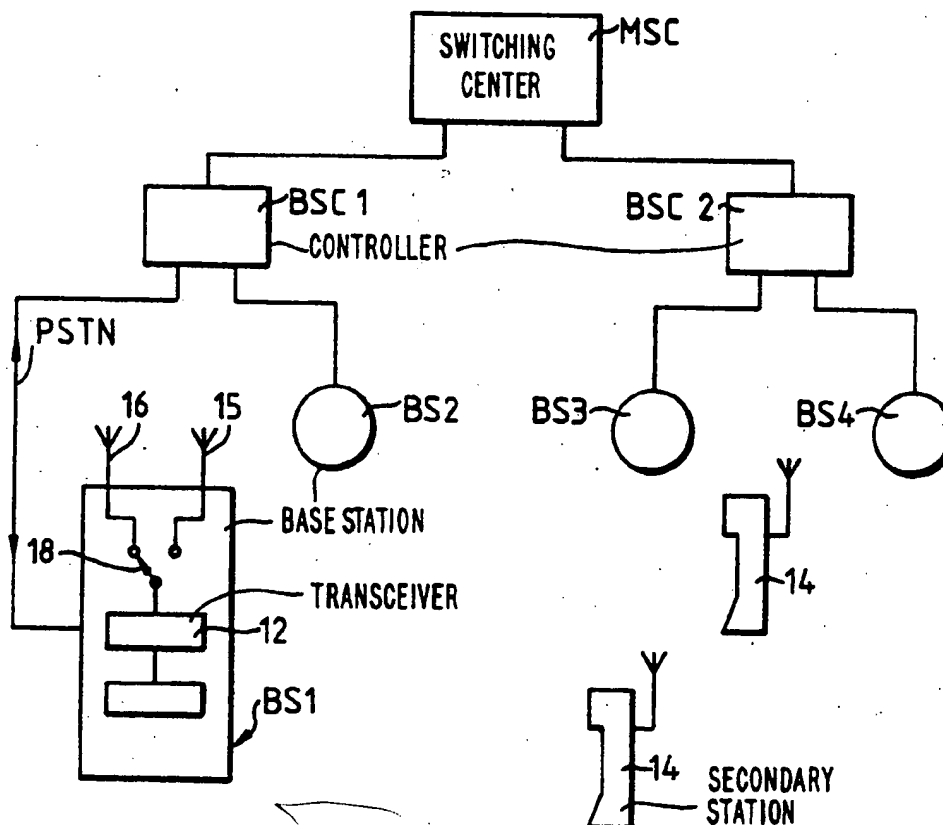 MSC
SWITCHING
CENTER
BSC 1
BSC 2
CONTROLLER
PSTN
16
15
BS2
BS3
BS4
BASE STATION
18
14
TRANSCEIVER
12
BS1
14
SECONDARY
STATION